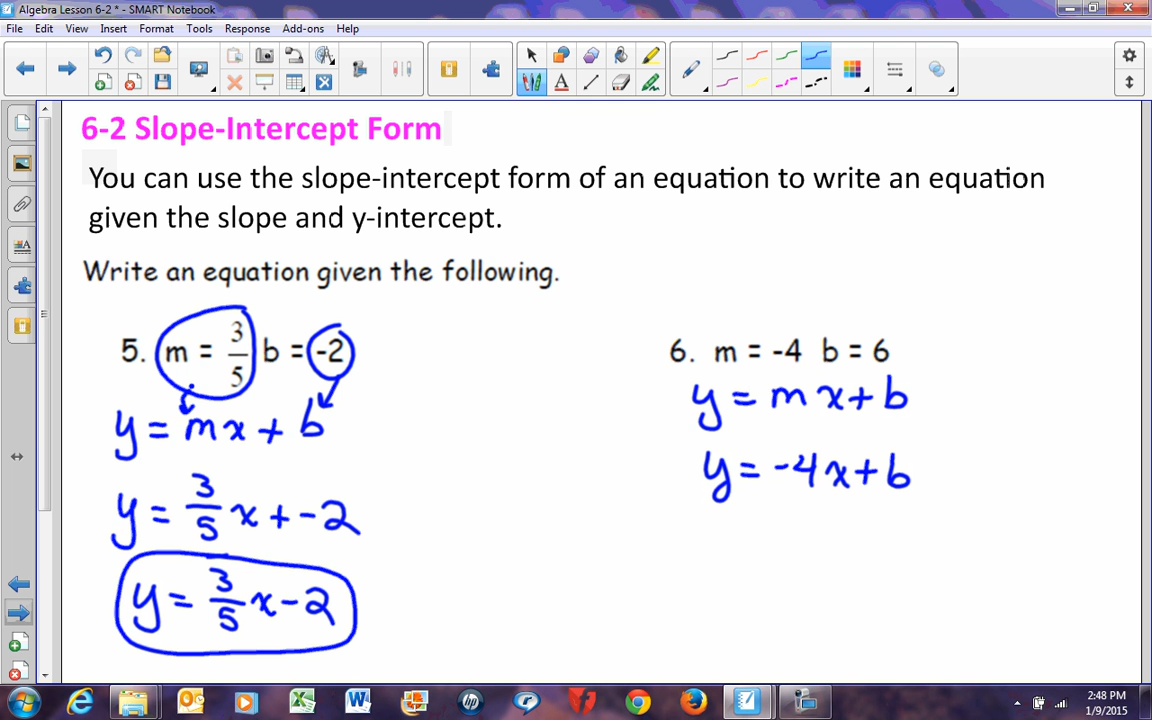 Algebra Lesson 6-2 * - SMART Notebook
File Edit View Insert Format Tools Response Add-ons Help
6-2 Slope-Intercept Form
You can use the slope-intercept form of an equation to write an equation
given the slope and y-intercept.
Write an equation given the following.
5. m = 3/5 b = -2
y = mx + b
y = 3/5 x + -2
y = 3/5 x - 2
6. m = -4 b = 6
y = mx + b
y = -4x + b
2:48 PM
1/9/2015